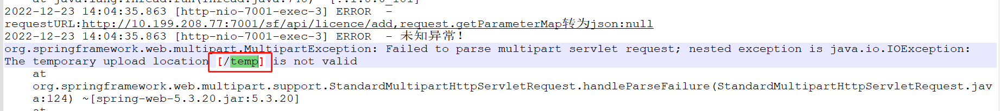 2022-12-23 14:04:35.863 [http-nio-7001-exec-3] ERROR  -
requestURL:http://10.199.208.77:7001/sf/api/licence/add,request.getParameterMap转为json:null
2022-12-23 14:04:35.863 [http-nio-7001-exec-3] ERROR  - 未知异常!
org.springframework.web.multipart.MultipartException: Failed to parse multipart servlet request; nested exception is java.io.IOException:
The temporary upload location [/temp] is not valid
at
org.springframework.web.multipart.support.StandardMultipartHttpServletRequest.handleParseFailure(StandardMultipartHttpServletRequest.jav
a:124) ~[spring-web-5.3.20.jar:5.3.20]